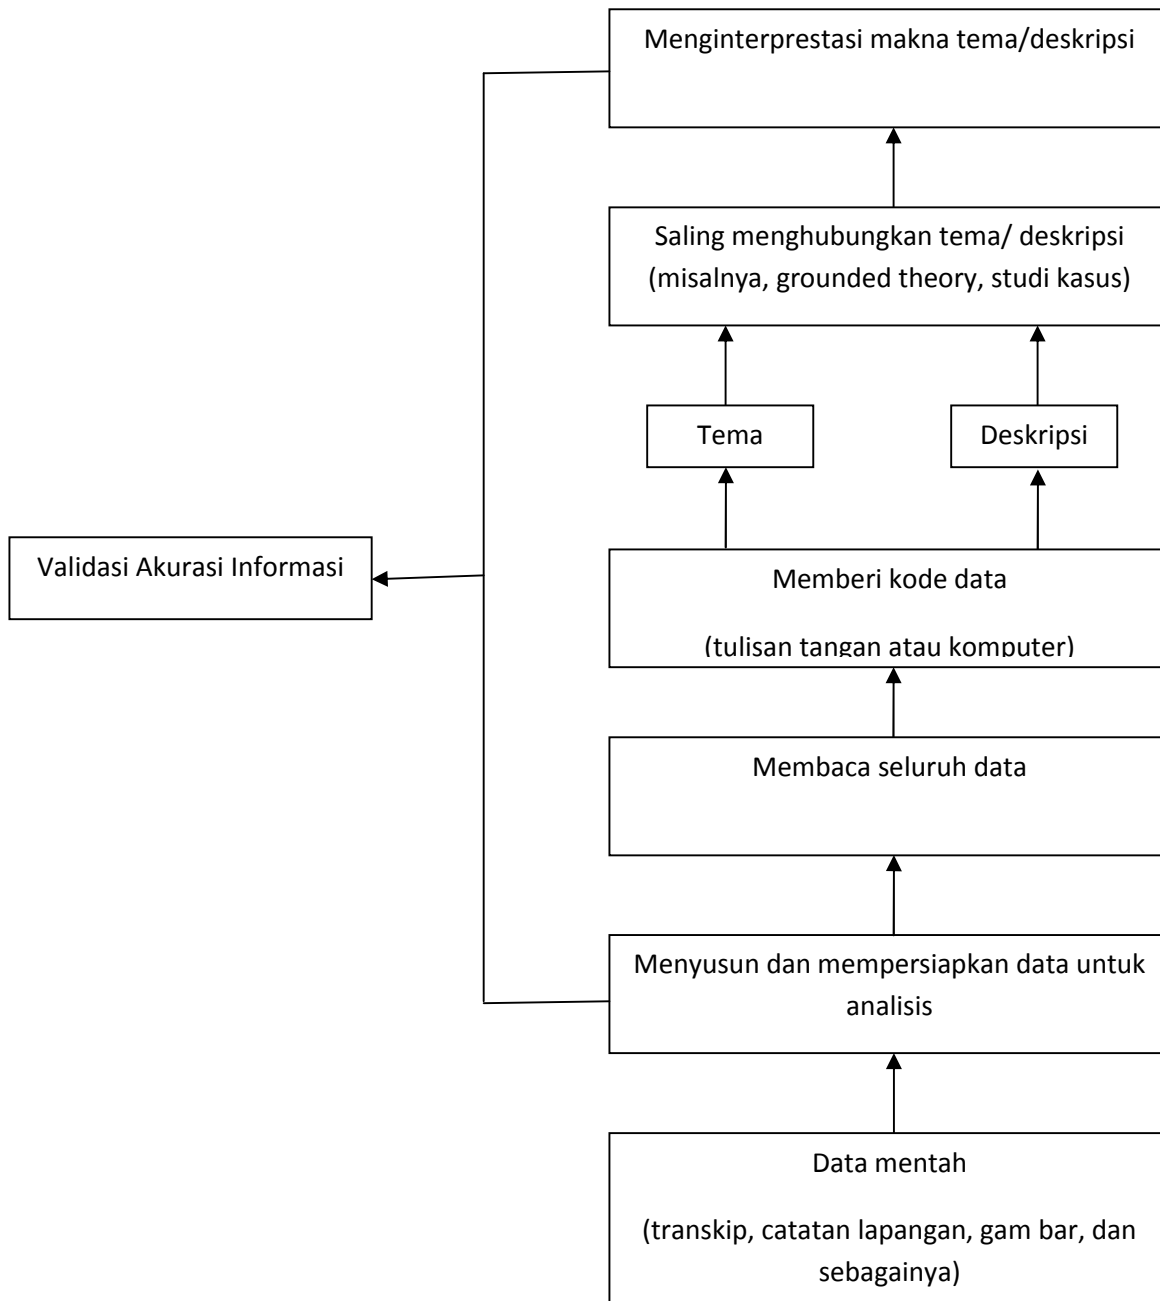 Menginterprestasi makna tema/deskripsi
Saling menghubungkan tema/ deskripsi
(misalnya, grounded theory, studi kasus)
Tema
Deskripsi
Validasi Akurasi Informasi
Memberi kode data
(tulisan tangan atau komputer)
Membaca seluruh data
Menyusun dan mempersiapkan data untuk
analisis
Data mentah
(transkip, catatan lapangan, gam bar, dan
sebagainya)